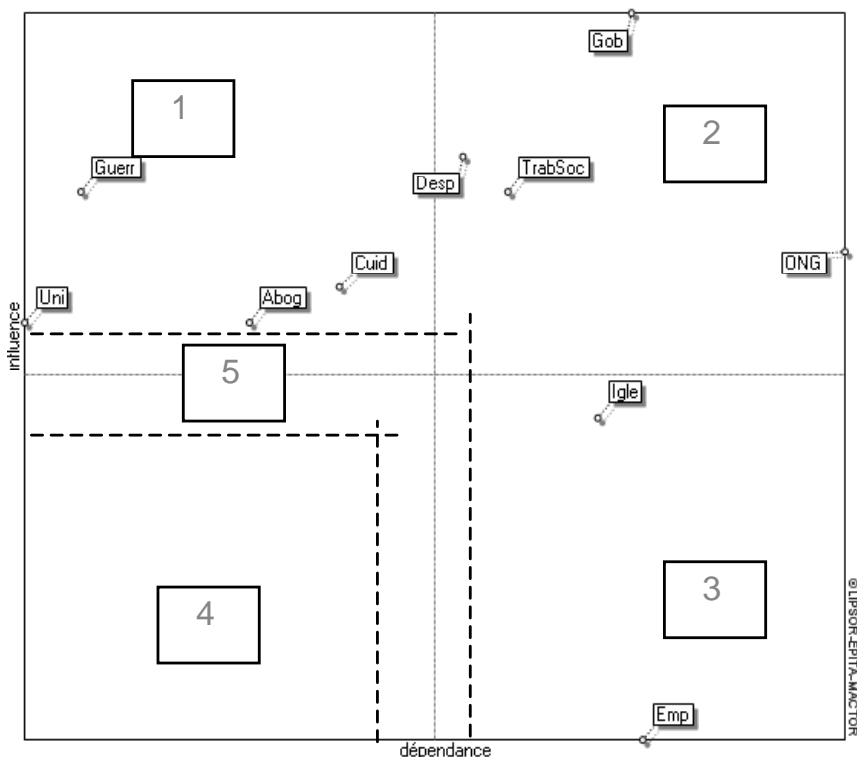 Gob
1
2
Guerr
Desp
TrabSoc
Cuid
ONG
Uni
Abog
influence
5
Igle
4
3
Emp
dépendance
©LIPSOR-EPITA-MACTOR